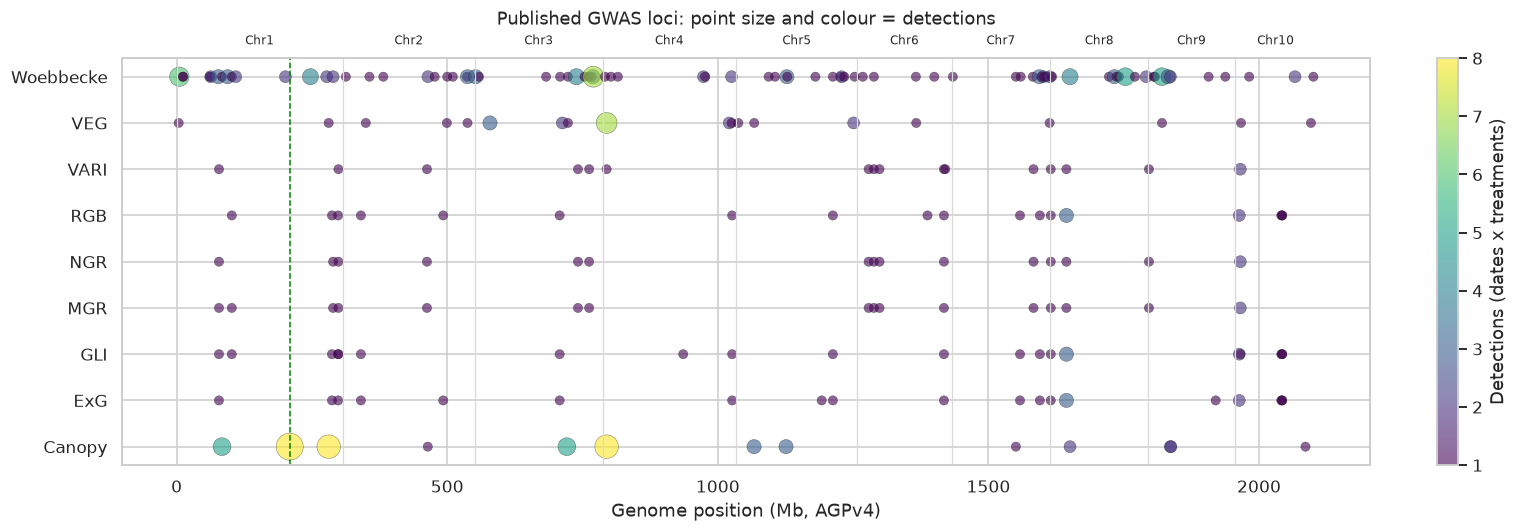 Published GWAS loci: point size and colour = detections
Chr1 Chr2 Chr3 Chr4 Chr5 Chr6 Chr7 Chr8 Chr9 Chr10
Woebbecke
VEG
VARI
RGB
NGR
MGR
GLI
ExG
Canopy
0 500 1000 1500 2000
Genome position (Mb, AGPv4)
8
7
6
5
4
3
2
1
Detections (dates x treatments)